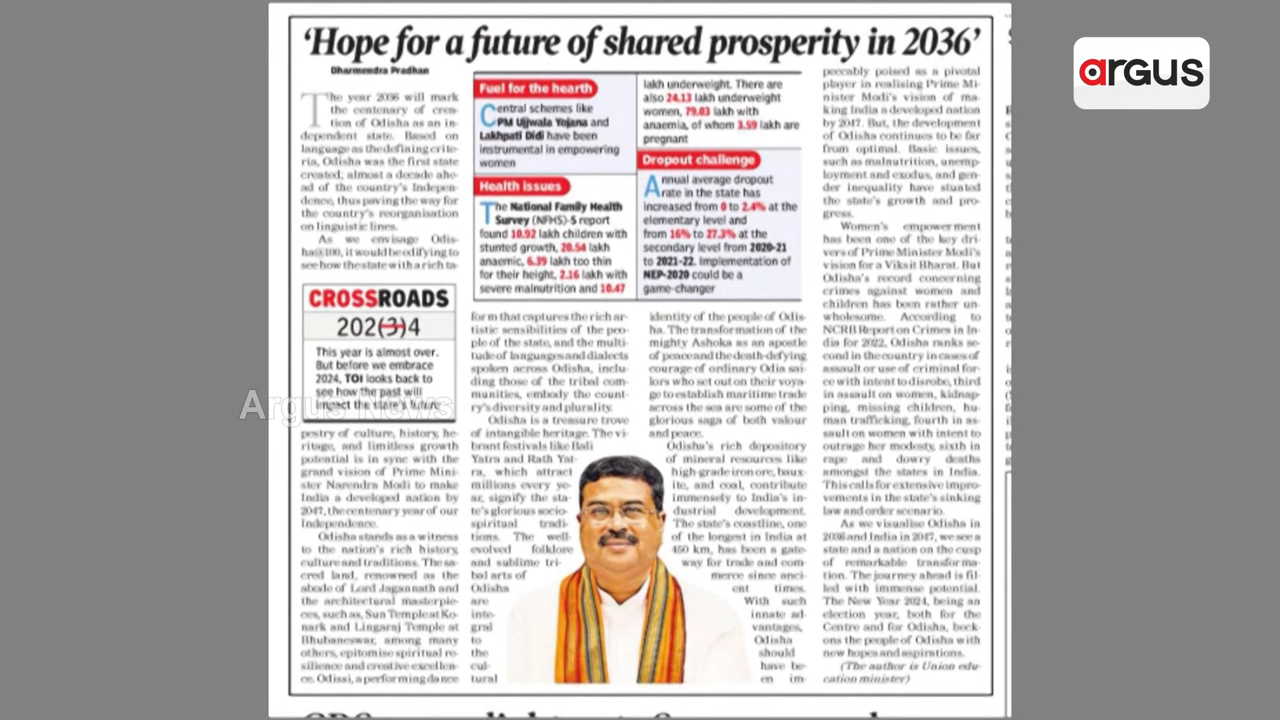 'Hope for a future of shared prosperity in 2036'
argus
Dharmendra Pradhan
The year 2036 will mark
the centenary of crea-
tion of Odisha as an in-
dependent state. Based on
language as the defining crite-
ria, Odisha was the first state
created, almost a decade ahe-
ad of the country's Indepen-
dence, thus paving the way for
the country's reorganisation
on linguistic lines.
As we envisage Odis-
ha@100, it would be edifying to
see how the state with a rich ta-
CROSSROADS
202(3)4
This year is almost over.
But before we embrace
2024, TOI looks back to
see how the past will
impact the state's future
Argus News
pestry of culture, history, he-
ritage, and limitless growth
potential is in sync with the
grand vision of Prime Mini-
ster Narendra Modi to make
India a developed nation by
2047, the centenary year of our
Independence.
Odisha stands as a witness
to the nation's rich history,
culture and traditions. The sa-
cred land, renowned as the
abode of Lord Jagannath and
the architectural masterpie-
ces, such as, Sun Temple at Ko-
nark and Lingaraj Temple at
Bhubaneswar, among many
others, epitomise spiritual re-
silience and creative excellen-
ce. Odissi, a performing dance
Fuel for the hearth
Central schemes like
PM Ujjwala Yojana and
Lakhpati Didi have been
instrumental in empowering
women
Health issues
The National Family Health
Survey (NFHS)-5 report
found 10.92 lakh children with
stunted growth, 20.54 lakh
anaemic, 6.39 lakh too thin
for their height, 2.16 lakh with
severe malnutrition and 10.47
lakh underweight. There are
also 24.13 lakh underweight
women, 79.03 lakh with
anaemia, of whom 3.59 lakh are
pregnant
Dropout challenge
Annual average dropout
rate in the state has
increased from 0 to 2.4% at the
elementary level and
from 16% to 27.3% at the
secondary level from 2020-21
to 2021-22. Implementation of
NEP-2020 could be a
game-changer
form that captures the rich ar-
tistic sensibilities of the peo-
ple of the state, and the multi-
tude of languages and dialects
spoken across Odisha, inclu-
ding those of the tribal com-
munities, embody the count-
ry's diversity and plurality.
Odisha is a treasure trove
of intangible heritage. The vi-
brant festivals like Bali
Yatra and Rath Yat-
ra, which attract
millions every ye-
ar, signify the sta-
te's glorious socio-
spiritual tradi-
tions. The well-
evolved folklore
and sublime tri-
bal arts of
Odisha
are
inte-
gral
to
the
cul-
tural
identity of the people of Odis-
ha. The transformation of the
mighty Ashoka as an apostle
of peace and the death-defying
courage of ordinary Odia sai-
lors who set out on their voya-
ge to establish maritime trade
across the sea are some of the
glorious saga of both valour
and peace.
Odisha's rich depository
of mineral resources like
high-grade iron ore, baux-
ite, and coal, contribute
immensely to India's in-
dustrial development.
The state's coastline, one
of the longest in India at
450 km, has been a gate-
way for trade and com-
merce since anci-
ent times.
With such
innate ad-
vantages,
Odisha
should
have be-
en im-
peccably poised as a pivotal
player in realising Prime Mi-
nister Modi's vision of ma-
king India a developed nation
by 2047. But, the development
of Odisha continues to be far
from optimal. Basic issues,
such as malnutrition, unemp-
loyment and exodus, and gen-
der inequality have stunted
the state's growth and pro-
gress.
Women's empowerment
has been one of the key dri-
vers of Prime Minister Modi's
vision for a Viksit Bharat. But
Odisha's record concerning
crimes against women and
children has been rather un-
wholesome. According to
NCRB Report on Crimes in In-
dia for 2022, Odisha ranks se-
cond in the country in cases of
assault or use of criminal for-
ce with intent to disrobe, third
in assault on women, kidnap-
ping, missing children, hu-
man trafficking, fourth in as-
sault on women with intent to
outrage her modesty, sixth in
rape and dowry deaths
amongst the states in India.
This calls for extensive impro-
vements in the state's sinking
law and order scenario.
As we visualise Odisha in
2036 and India in 2047, we see a
state and a nation on the cusp
of remarkable transforma-
tion. The journey ahead is fil-
led with immense potential.
The New Year 2024, being an
election year, both for the
Centre and for Odisha, beck-
ons the people of Odisha with
new hopes and aspirations.
(The author is Union edu-
cation minister)